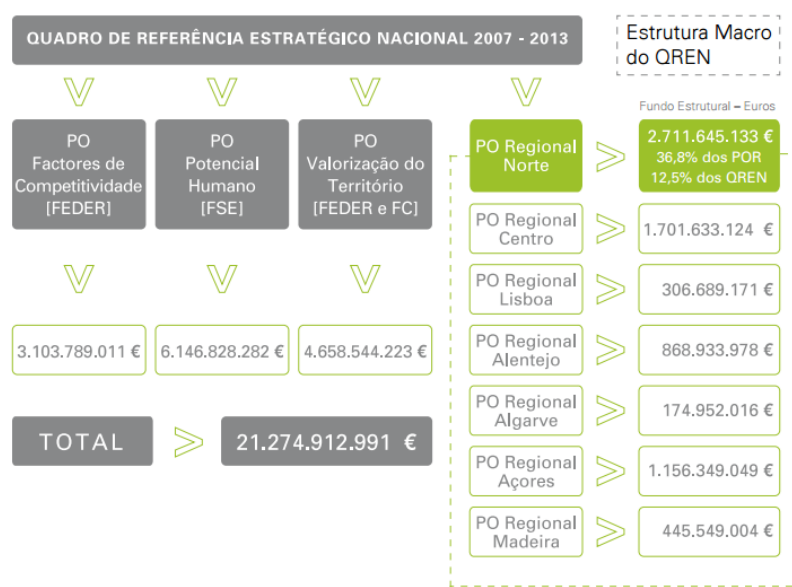 QUADRO DE REFERÊNCIA ESTRATÉGICO NACIONAL 2007 - 2013
Estrutura Macro
do QREN
Fundo Estrutural – Euros
PO
Factores de
Competitividade
[FEDER]
PO
Potencial
Humano
[FSE]
PO
Valorização do
Território
[FEDER e FC]
3.103.789.011 €
6.146.828.282 €
4.658.544.223 €
TOTAL
21.274.912.991 €
PO Regional
Norte
2.711.645.133 €
36,8% dos POR
12,5% dos QREN
PO Regional
Centro
1.701.633.124 €
PO Regional
Lisboa
306.689.171 €
PO Regional
Alentejo
868.933.978 €
PO Regional
Algarve
174.952.016 €
PO Regional
Açores
1.156.349.049 €
PO Regional
Madeira
445.549.004 €